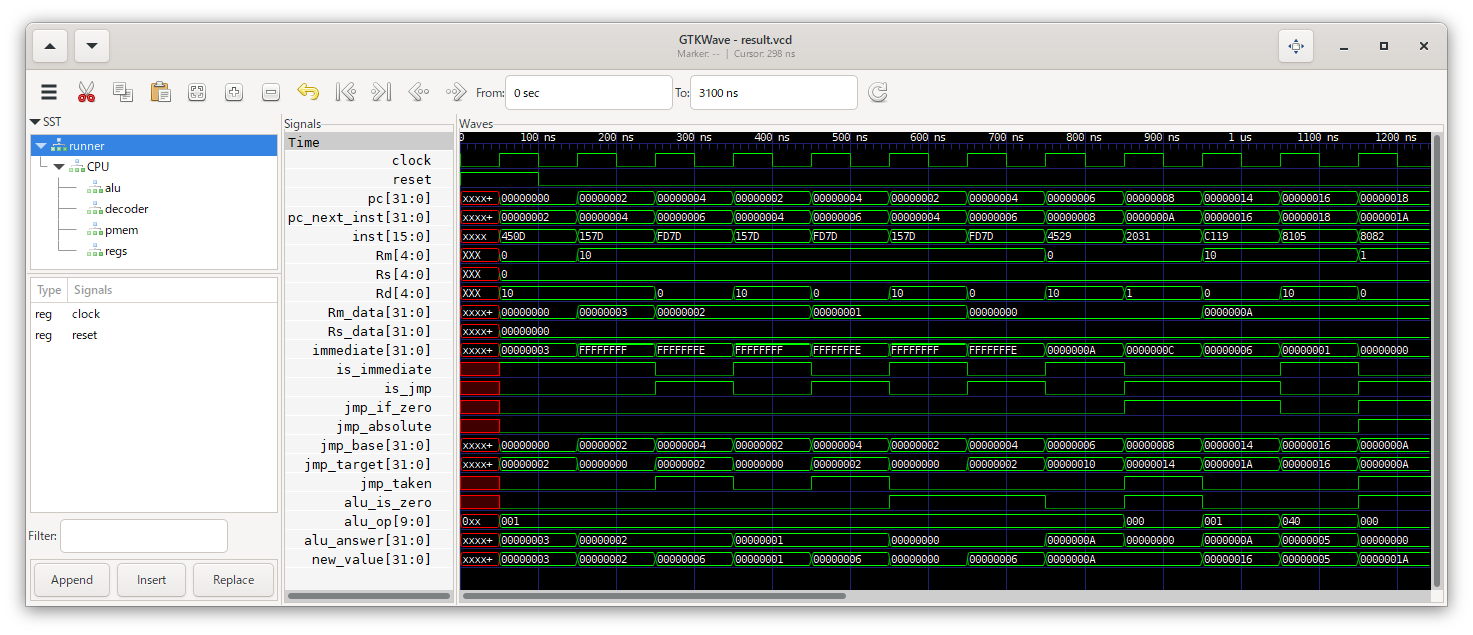 GTKWave - result.vcd
Marker: -- | Cursor: 298 ns
From: 0 sec To: 3100 ns
SST
runner
CPU
alu
decoder
pmem
regs
Type Signals
reg clock
reg reset
Filter:
Append Insert Replace
Signals
Time
clock
reset
pc[31:0]
pc_next_inst[31:0]
inst[15:0]
Rm[4:0]
Rs[4:0]
Rd[4:0]
Rm_data[31:0]
Rs_data[31:0]
immediate[31:0]
is_immediate
is_jmp
jmp_if_zero
jmp_absolute
jmp_base[31:0]
jmp_target[31:0]
jmp_taken
alu_is_zero
alu_op[9:0]
alu_answer[31:0]
new_value[31:0]
Waves
0 100 ns 200 ns 300 ns 400 ns 500 ns 600 ns 700 ns 800 ns 900 ns 1 us 1100 ns 1200 ns
xxxx+ 00000000 00000002 00000004 00000002 00000004 00000002 00000004 00000006 00000008 00000014 00000016 00000018
xxxx+ 00000002 00000004 00000006 00000004 00000006 00000004 00000006 00000008 0000000A 00000016 00000018 0000001A
xxxx 450D 157D FD7D 157D FD7D 157D FD7D 4529 2031 C119 8105 8082
XXX 0 10 0 10 1
XXX 0
XXX 10 0 10 0 10 0 10 1 0 10 0
xxxx+ 00000000 00000003 00000002 00000001 00000000 0000000A
xxxx+ 00000000
xxxx+ 00000003 FFFFFFFF FFFFFFFE FFFFFFFF FFFFFFFE FFFFFFFF FFFFFFFE 0000000A 0000000C 00000006 00000001 00000000
xxxx+ 00000000 00000002 00000004 00000002 00000004 00000002 00000004 00000006 00000008 00000014 00000016 0000000A
xxxx+ 00000002 00000000 00000002 00000000 00000002 00000000 00000002 00000010 00000014 0000001A 00000016 0000000A
0xx 001 000 001 040 000
xxxx+ 00000003 00000002 00000001 00000000 0000000A 00000000 0000000A 00000005 00000000
xxxx+ 00000003 00000002 00000006 00000001 00000006 00000000 00000006 0000000A 00000016 00000005 0000001A